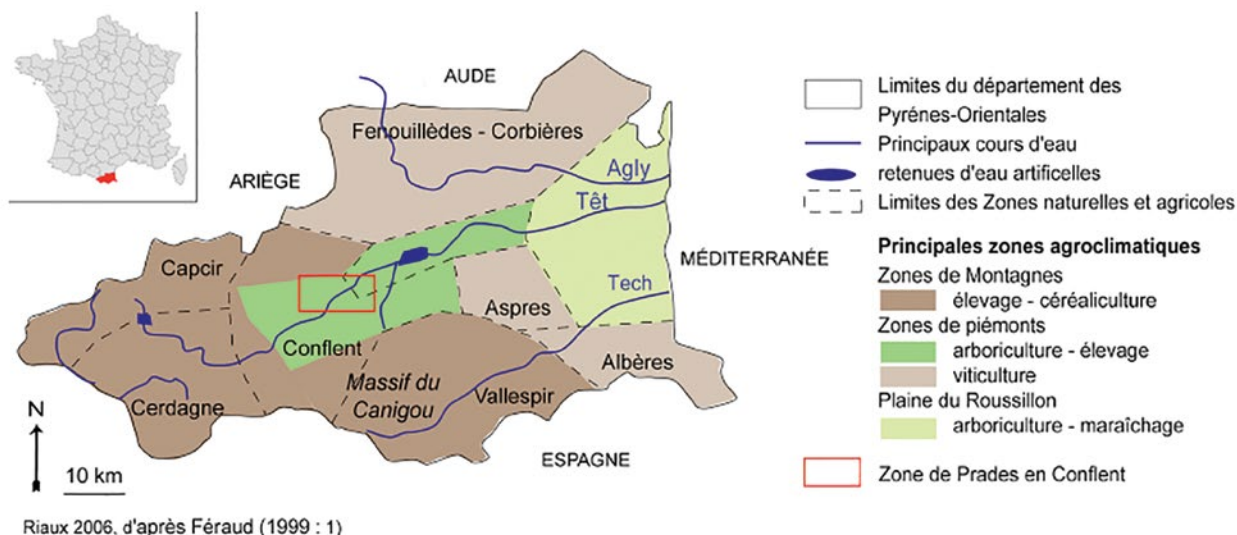 AUDE
Fenouillèdes - Corbières
ARIÈGE
Agly
Têt
MÉDITERRANÉE
Capcir
Tech
Aspres
Conflent
Albères
Massif du
Canigou
Vallespir
Cerdagne
N
ESPAGNE
10 km
Riaux 2006, d'après Féraud (1999 : 1)
Limites du département des
Pyrénes-Orientales
Principaux cours d'eau
retenues d'eau artificelles
Limites des Zones naturelles et agricoles
Principales zones agroclimatiques
Zones de Montagnes
élevage - céréaliculture
Zones de piémonts
arboriculture - élevage
viticulture
Plaine du Roussillon
arboriculture - maraîchage
Zone de Prades en Conflent